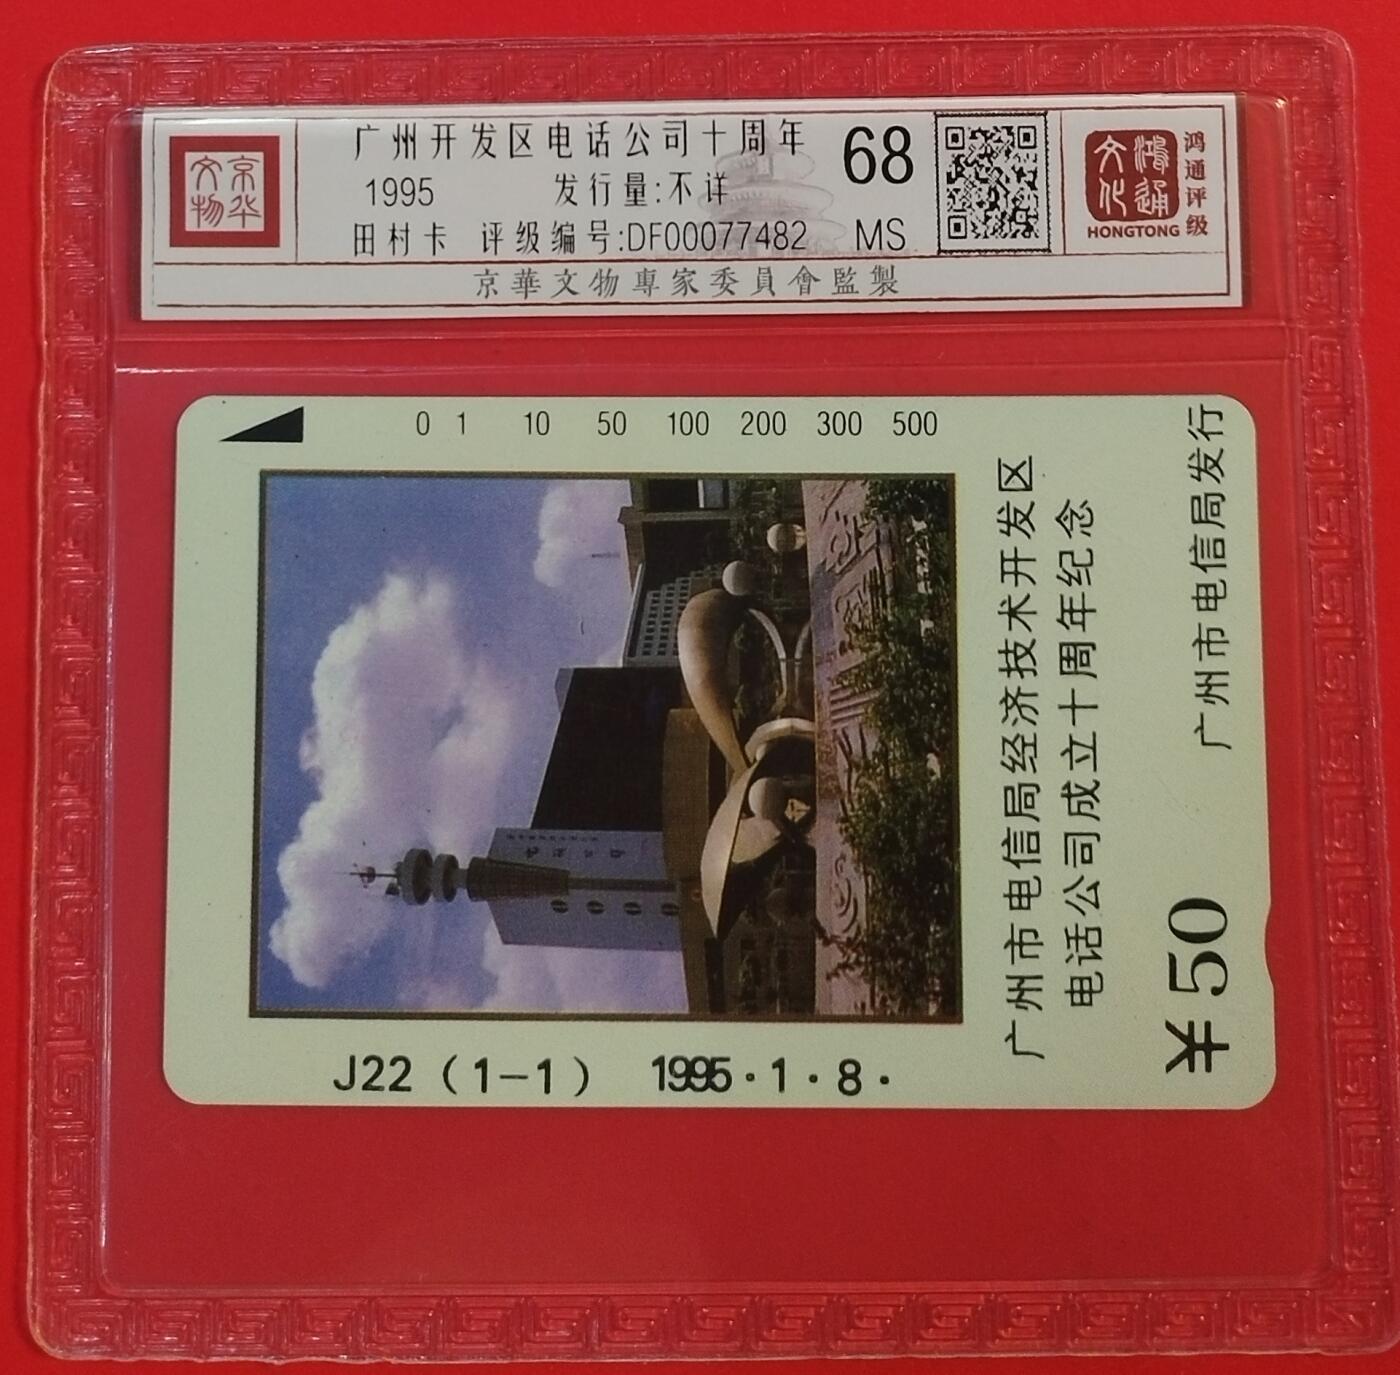 京华
文物
广州开发区电话公司十周年
1995 发行量:不详
田村卡 评级编号:DF00077482
68
MS
鸿通
文化
HONGTONG
鸿通评级
京華文物專家委員會監製
0 1 10 50 100 200 300 500
广州市电信局经济技术开发区
电话公司成立十周年纪念
¥50
广州市电信局发行
J22(1-1) 1995·1·8·